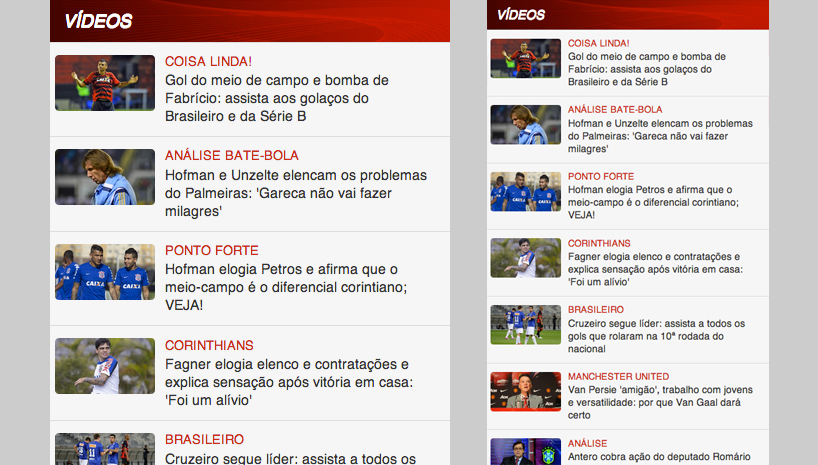 VÍDEOS
COISA LINDA!
Gol do meio de campo e bomba de
Fabrício: assista aos golaços do
Brasileiro e da Série B
ANÁLISE BATE-BOLA
Hofman e Unzelte elencam os problemas
do Palmeiras: 'Gareca não vai fazer
milagres'
PONTO FORTE
Hofman elogia Petros e afirma que o
meio-campo é o diferencial corintiano;
VEJA!
CORINTHIANS
Fagner elogia elenco e contratações e
explica sensação após vitória em casa:
'Foi um alívio'
BRASILEIRO
Cruzeiro segue líder: assista a todos os
VÍDEOS
COISA LINDA!
Gol do meio de campo e bomba de
Fabrício: assista aos golaços do
Brasileiro e da Série B
ANÁLISE BATE-BOLA
Hofman e Unzelte elencam os problemas
do Palmeiras: 'Gareca não vai fazer
milagres'
PONTO FORTE
Hofman elogia Petros e afirma que o
meio-campo é o diferencial corintiano;
VEJA!
CORINTHIANS
Fagner elogia elenco e contratações e
explica sensação após vitória em casa:
'Foi um alívio'
BRASILEIRO
Cruzeiro segue líder: assista a todos os
gols que rolaram na 10ª rodada do
nacional
MANCHESTER UNITED
Van Persie 'amigão', trabalho com jovens
e versatilidade: por que Van Gaal dará
certo
ANÁLISE
Antero cobra ação do deputado Romário